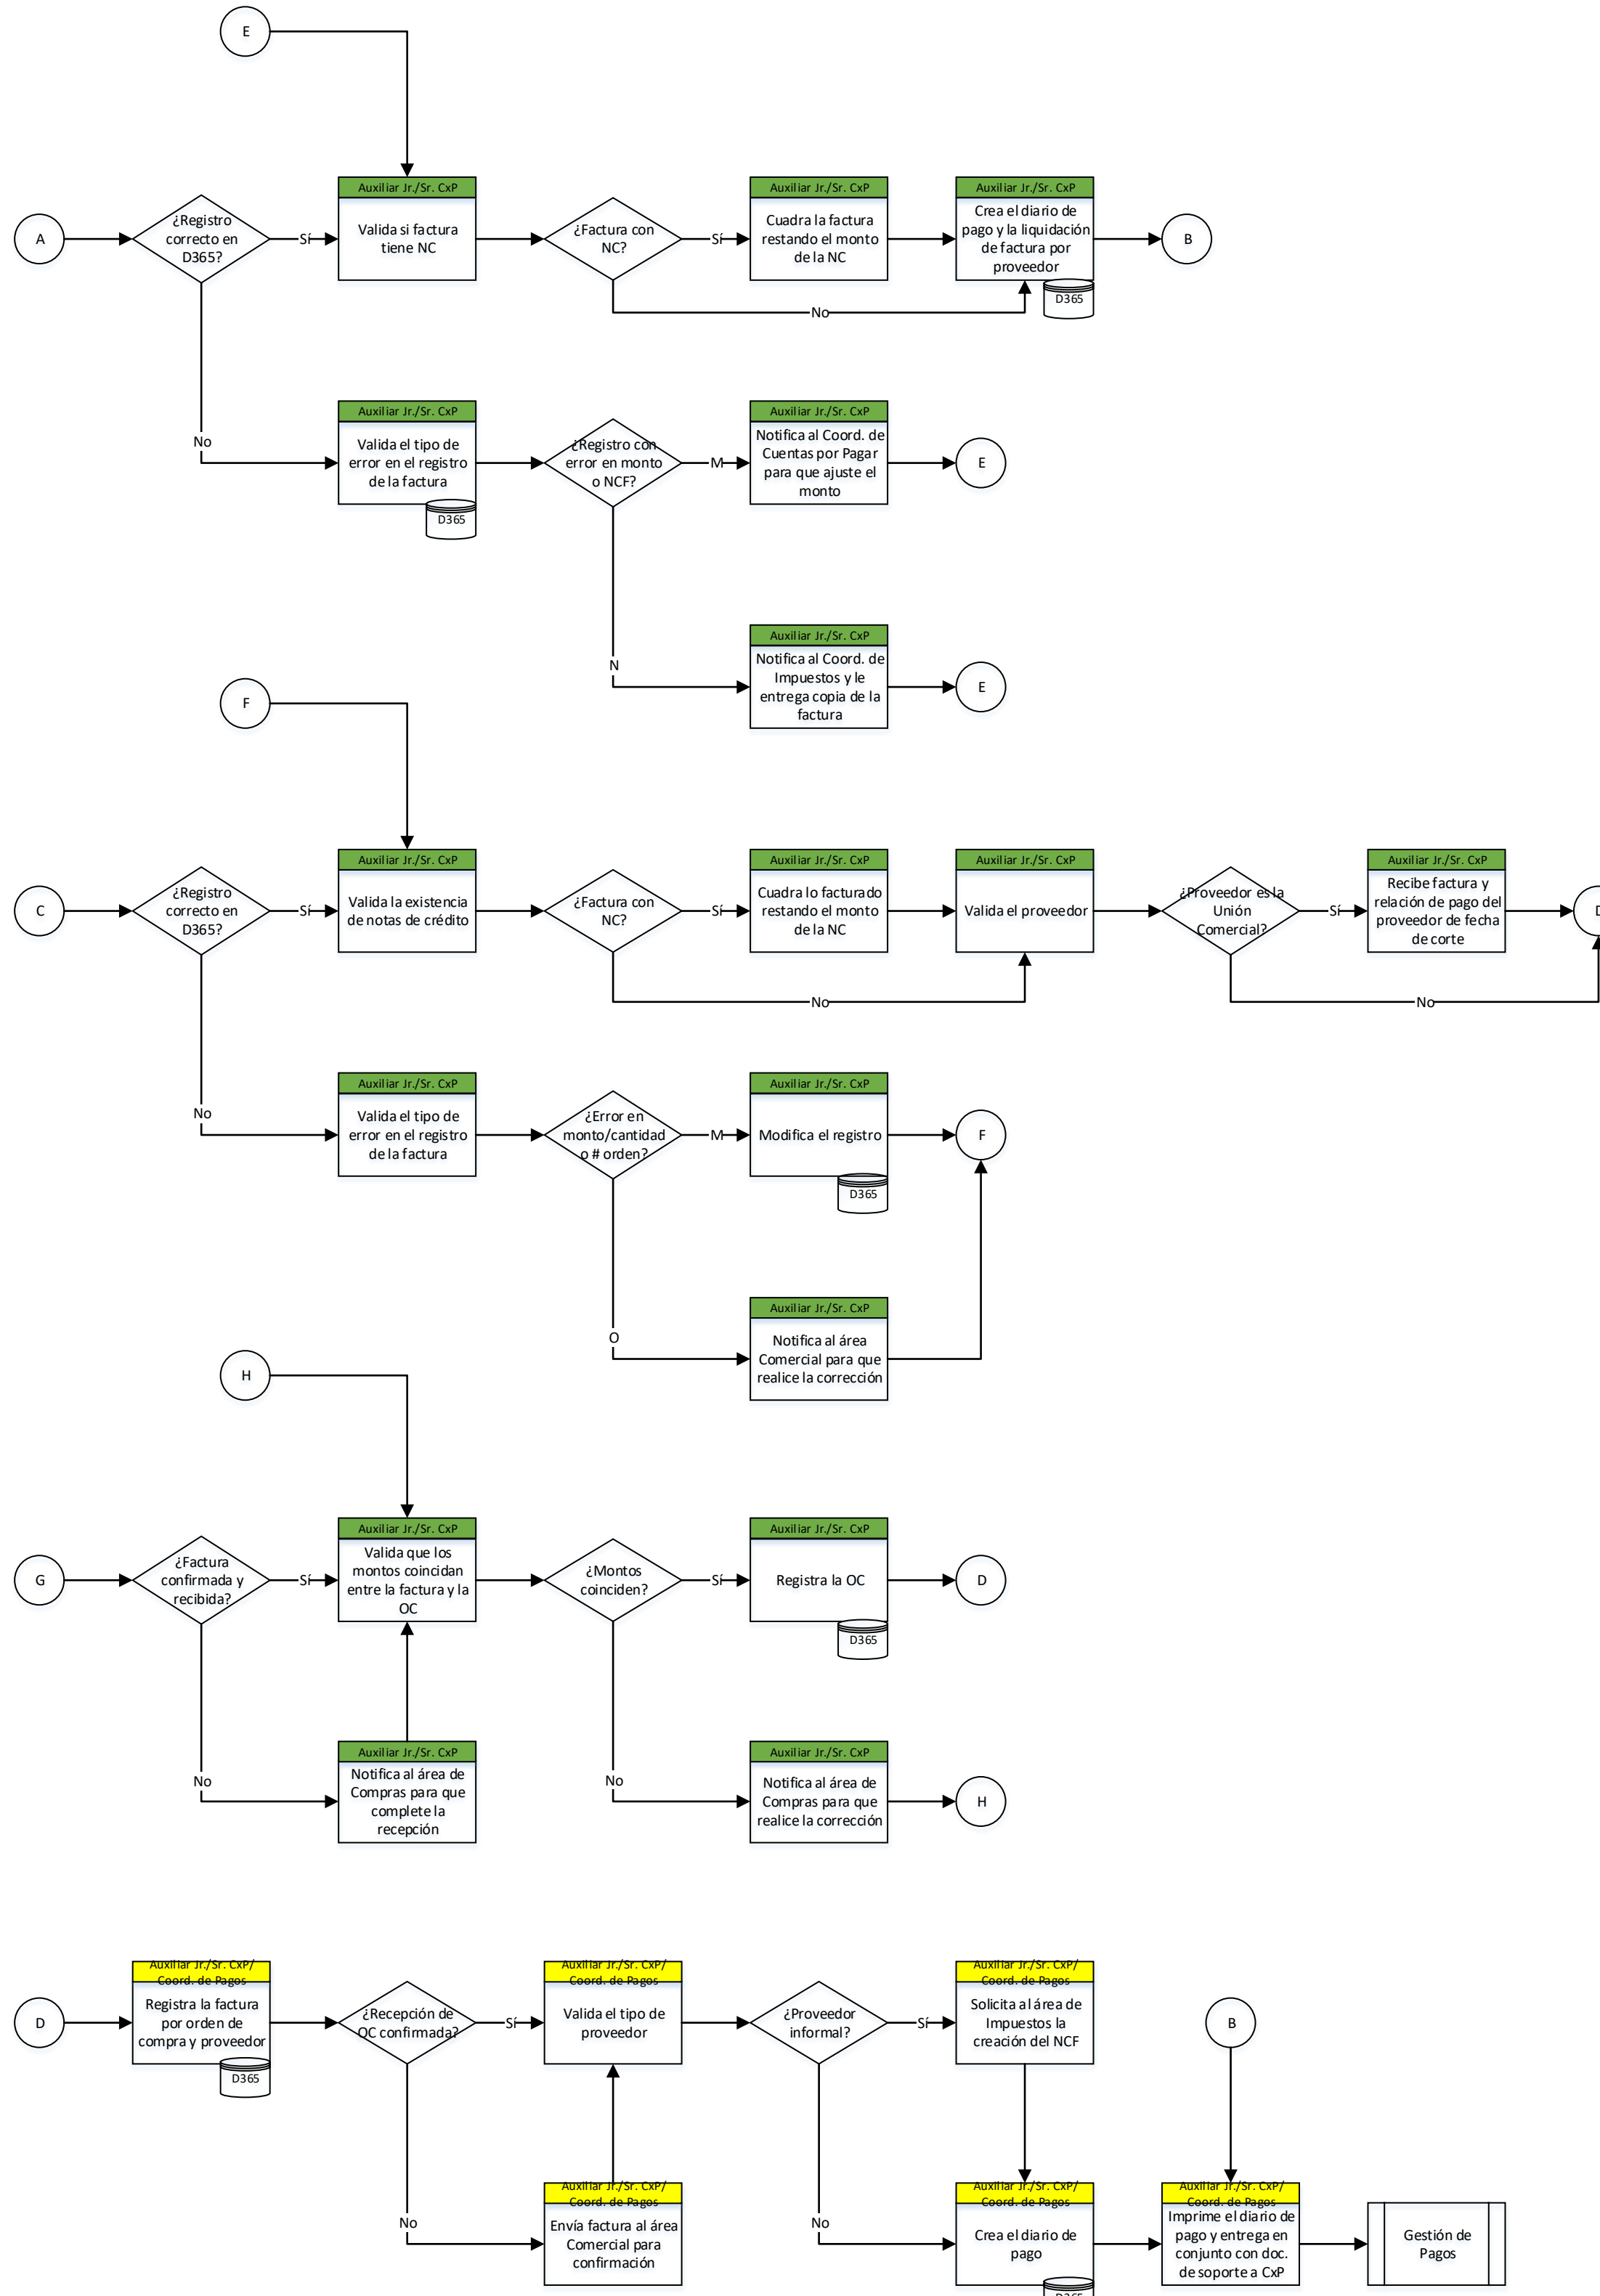 E
Auxiliar Jr./Sr. CxP
Auxiliar Jr./Sr. CxP
Auxiliar Jr./Sr. CxP
A
¿Registro
correcto en
D365?
Sí
Valida si factura
tiene NC
¿Factura con
NC?
Sí
Cuadra la factura
restando el monto
de la NC
Crea el diario de
pago y la liquidación
de factura por
proveedor
B
D365
No
No
Auxiliar Jr./Sr. CxP
Valida el tipo de
error en el registro
de la factura
D365
¿Registro con
error en monto
o NCF?
M
Auxiliar Jr./Sr. CxP
Notifica al Coord. de
Cuentas por Pagar
para que ajuste el
monto
E
N
Auxiliar Jr./Sr. CxP
Notifica al Coord. de
Impuestos y le
entrega copia de la
factura
E
F
C
¿Registro
correcto en
D365?
Sí
Auxiliar Jr./Sr. CxP
Valida la existencia
de notas de crédito
¿Factura con
NC?
Sí
Auxiliar Jr./Sr. CxP
Cuadra lo facturado
restando el monto
de la NC
Auxiliar Jr./Sr. CxP
Valida el proveedor
¿Proveedor es la
Unión
Comercial?
Sí
Auxiliar Jr./Sr. CxP
Recibe factura y
relación de pago del
proveedor de fecha
de corte
No
No
No
Auxiliar Jr./Sr. CxP
Valida el tipo de
error en el registro
de la factura
¿Error en
monto/cantidad
o # orden?
M
Auxiliar Jr./Sr. CxP
Modifica el registro
D365
F
O
Auxiliar Jr./Sr. CxP
Notifica al área
Comercial para que
realice la corrección
H
G
¿Factura
confirmada y
recibida?
Sí
Auxiliar Jr./Sr. CxP
Valida que los
montos coincidan
entre la factura y la
OC
¿Montos
coinciden?
Sí
Auxiliar Jr./Sr. CxP
Registra la OC
D365
D
No
Auxiliar Jr./Sr. CxP
Notifica al área de
Compras para que
complete la
recepción
No
Auxiliar Jr./Sr. CxP
Notifica al área de
Compras para que
realice la corrección
H
D
Auxiliar Jr./Sr. CxP/
Coord. de Pagos
Registra la factura
por orden de
compra y proveedor
D365
¿Recepción de
OC confirmada?
Sí
Auxiliar Jr./Sr. CxP/
Coord. de Pagos
Valida el tipo de
proveedor
¿Proveedor
informal?
Sí
Auxiliar Jr./Sr. CxP/
Coord. de Pagos
Solicita al área de
Impuestos la
creación del NCF
B
No
Auxiliar Jr./Sr. CxP/
Coord. de Pagos
Envía factura al área
Comercial para
confirmación
No
Auxiliar Jr./Sr. CxP/
Coord. de Pagos
Crea el diario de
pago
Auxiliar Jr./Sr. CxP/
Coord. de Pagos
Imprime el diario de
pago y entrega en
conjunto con doc.
de soporte a CxP
Gestión de
Pagos